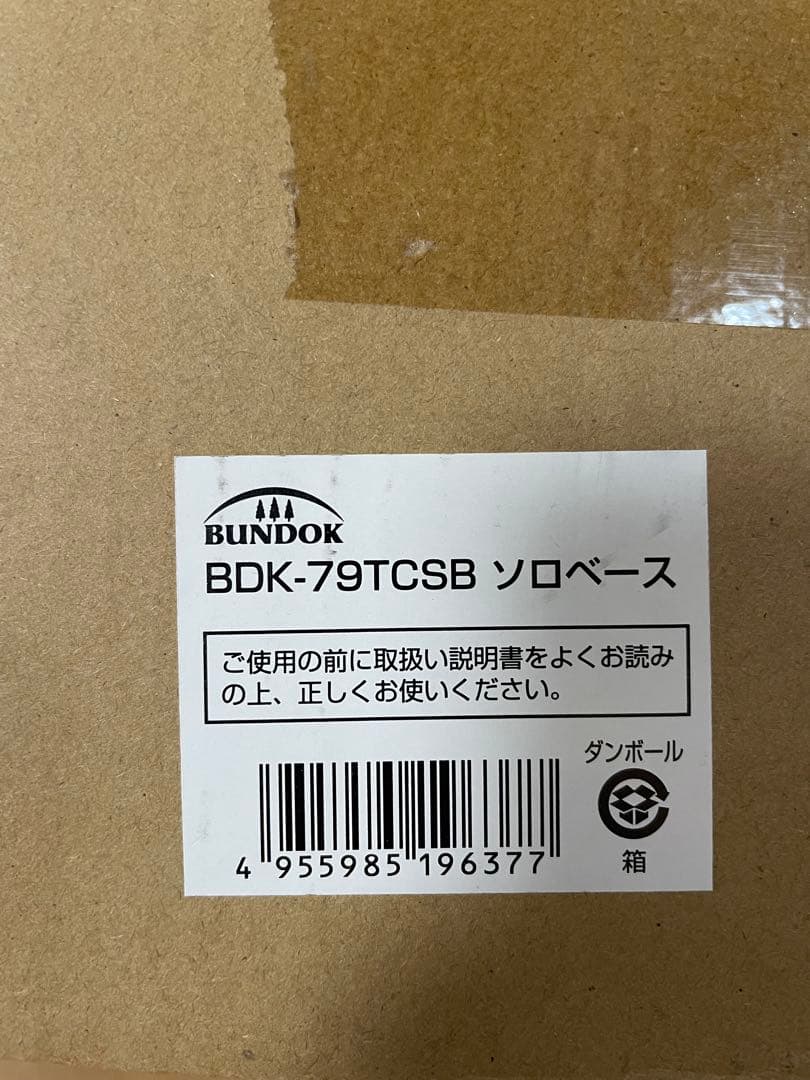 BUNDOK
BDK-79TCSB ソロベース
ご使用の前に取扱い説明書をよくお読み
の上、正しくお使いください。
ダンボール
箱
4 955985 196377